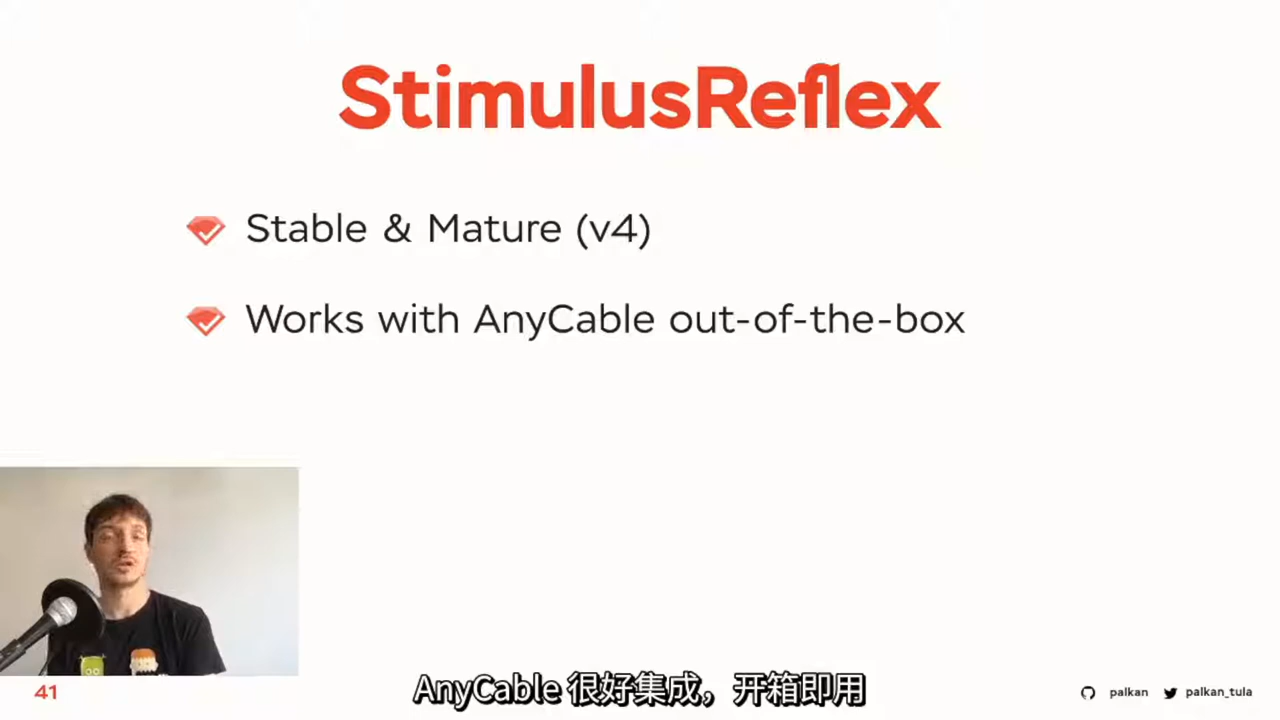 StimulusReflex
Stable & Mature (v4)
Works with AnyCable out-of-the-box
AnyCable 很好集成，开箱即用
41
palkan
palkan_tula